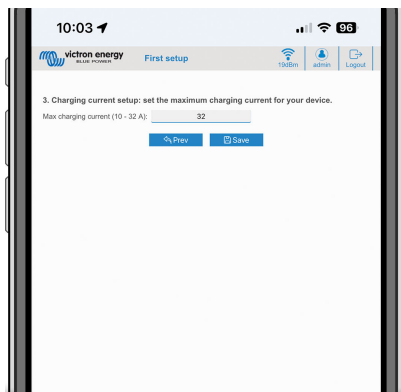 10:03
96
victron energy
BLUE POWER
First setup
19dBm
admin
Logout
3. Charging current setup: set the maximum charging current for your device.
Max charging current (10 - 32 A):
32
Prev
Save